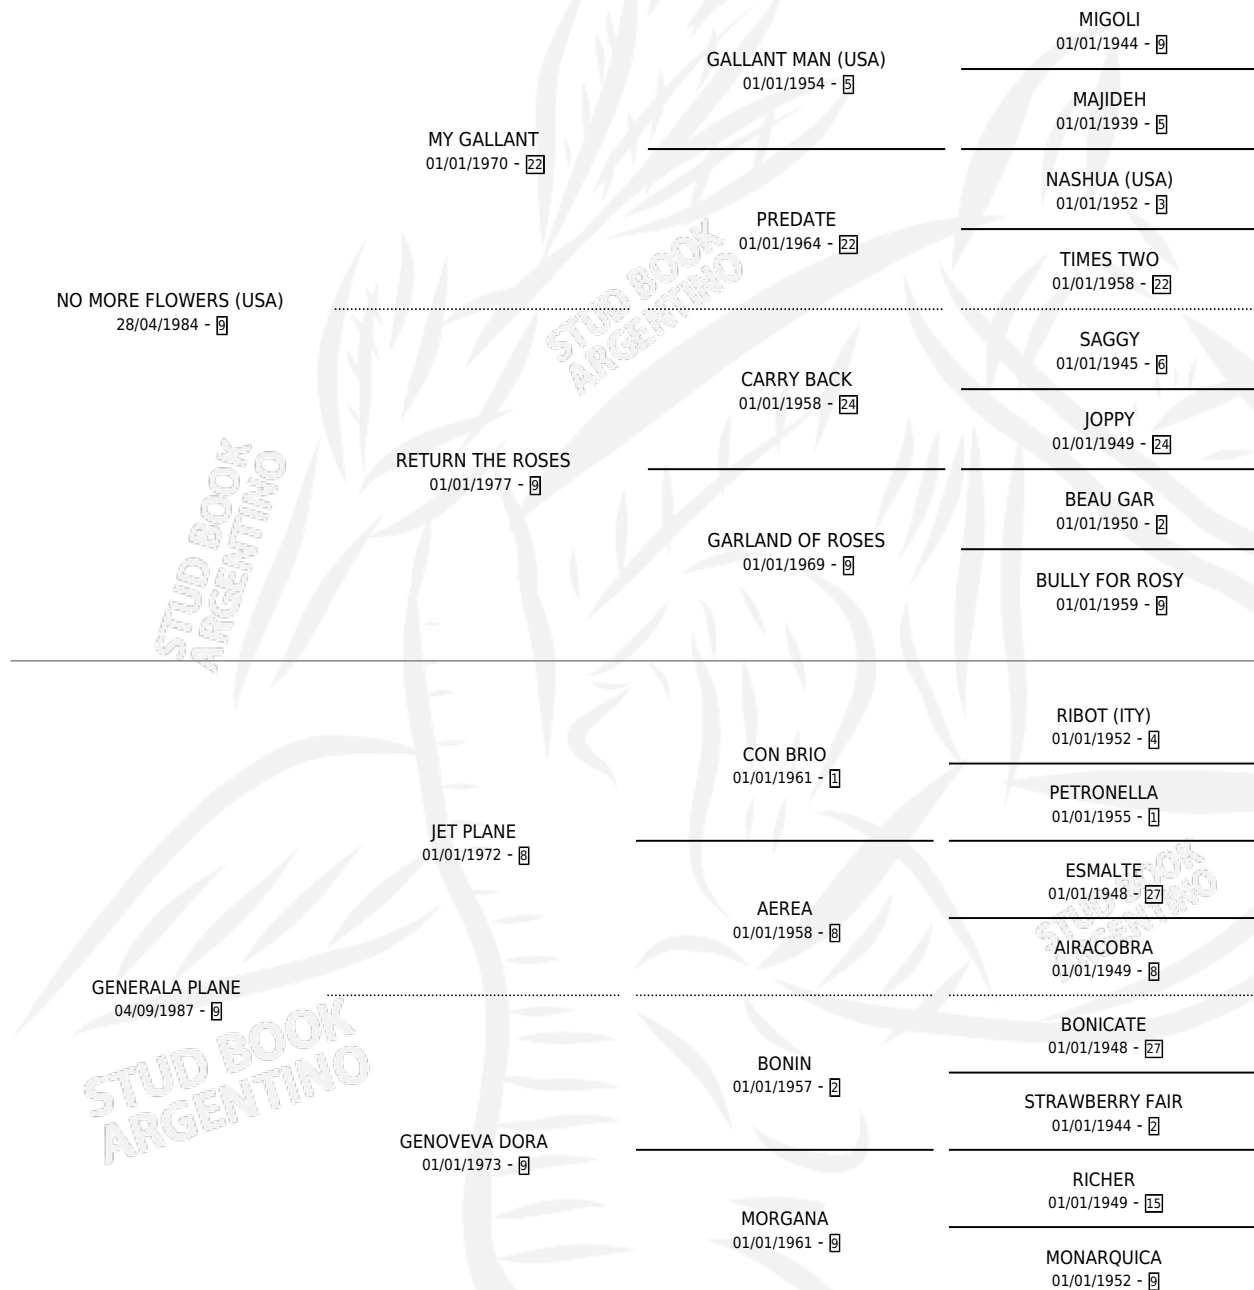 MIGOLI
01/01/1944 - 9
GALLANT MAN (USA)
01/01/1954 - 5
MAJIDEH
01/01/1939 - 5
MY GALLANT
01/01/1970 - 22
NASHUA (USA)
01/01/1952 - 3
PREDATE
01/01/1964 - 22
TIMES TWO
01/01/1958 - 22
NO MORE FLOWERS (USA)
28/04/1984 - 9
SAGGY
01/01/1945 - 6
CARRY BACK
01/01/1958 - 24
JOPPY
01/01/1949 - 24
RETURN THE ROSES
01/01/1977 - 9
BEAU GAR
01/01/1950 - 2
GARLAND OF ROSES
01/01/1969 - 9
BULLY FOR ROSY
01/01/1959 - 9
RIBOT (ITY)
01/01/1952 - 4
CON BRIO
01/01/1961 - 1
PETRONELLA
01/01/1955 - 1
JET PLANE
01/01/1972 - 8
ESMALTE
01/01/1948 - 27
AEREA
01/01/1958 - 8
AIRACOBRA
01/01/1949 - 8
GENERALA PLANE
04/09/1987 - 9
BONICATE
01/01/1948 - 27
BONIN
01/01/1957 - 2
STRAWBERRY FAIR
01/01/1944 - 2
GENOVEVA DORA
01/01/1973 - 9
RICHER
01/01/1949 - 15
MORGANA
01/01/1961 - 9
MONARQUICA
01/01/1952 - 9
STUD BOOK
ARGENTINO
STUD BOOK
ARGENTINO
STUD BOOK
ARGENTINO
STUD BOOK
ARGENTINO